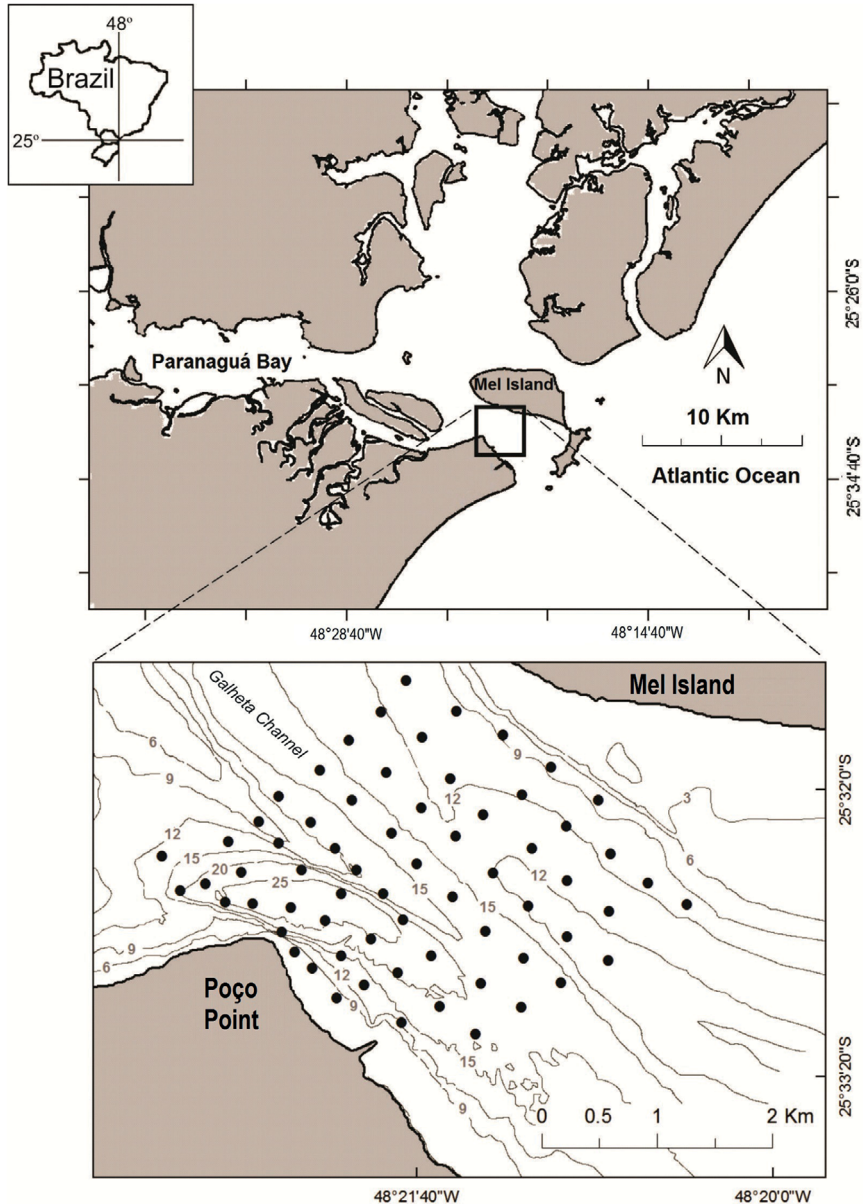 48°
Brazil
25°
25°26'0"S
Paranaguá Bay
Mel Island
N
10 Km
Atlantic Ocean
25°34'40"S
48°28'40"W
48°14'40"W
Galheta Channel
Mel Island
6
9
9
3
12
12
25°32'0"S
15
20
25
6
12
15
15
9
6
12
9
Poço
Point
15
9
0
0.5
1
2 Km
25°33'20"S
48°21'40"W
48°20'0"W